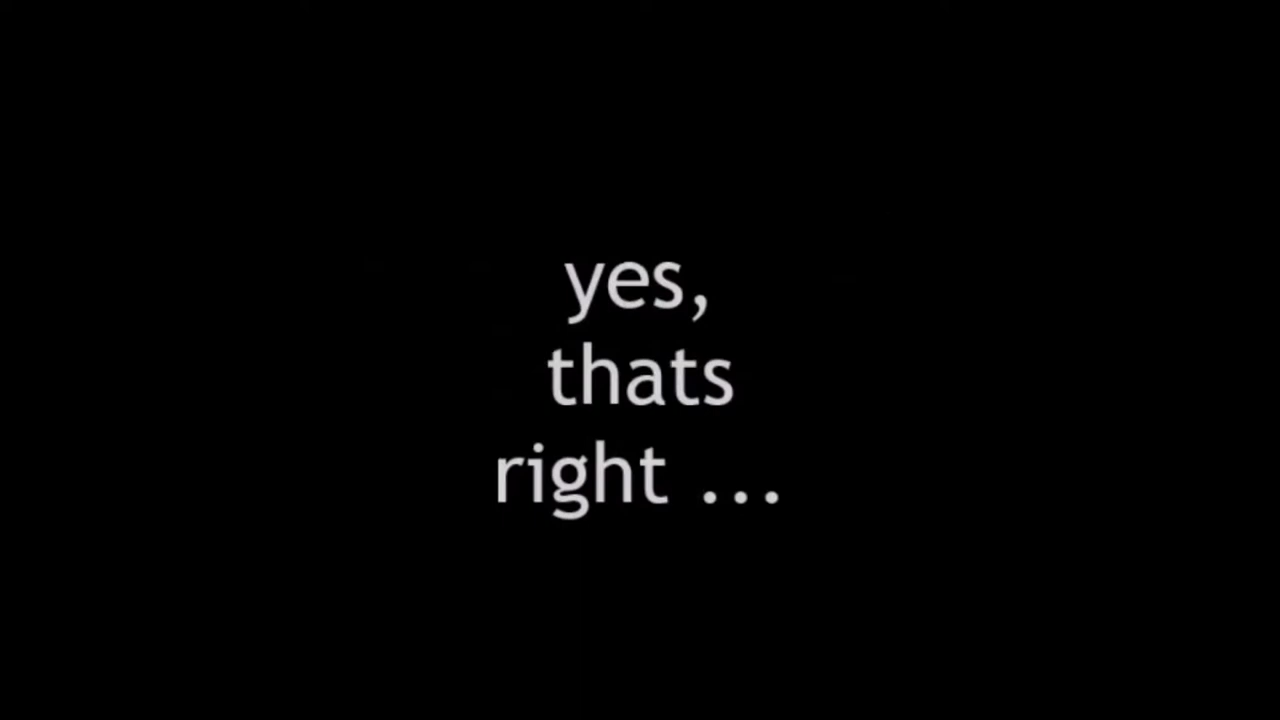 yes,
thats
right ...